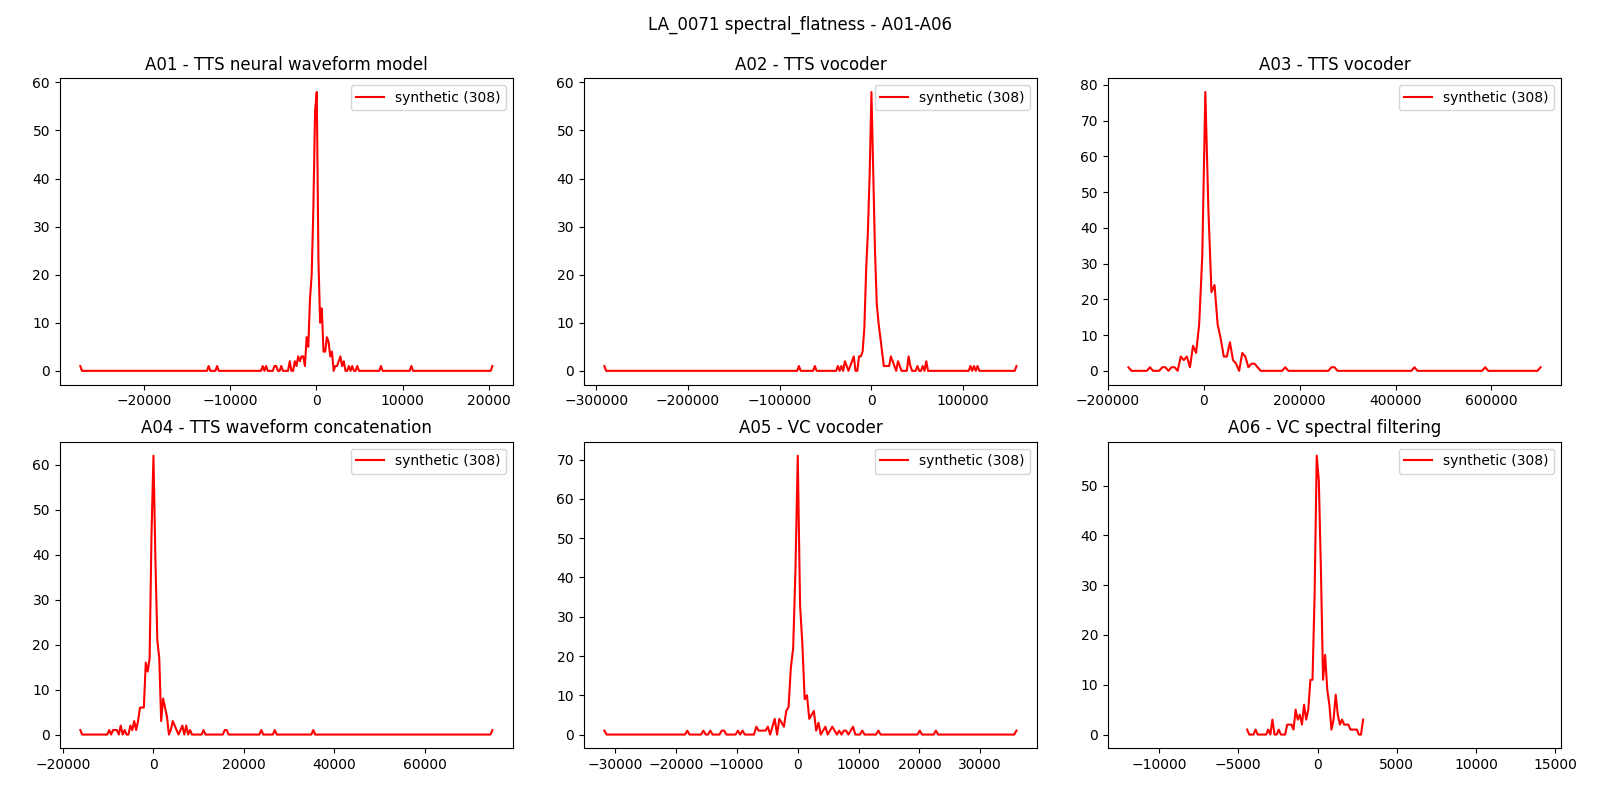 LA_0071 spectral_flatness - A01-A06
A01 - TTS neural waveform model
synthetic (308)
60
50
40
30
20
10
0
−20000 −10000 0 10000 20000
A02 - TTS vocoder
synthetic (308)
60
50
40
30
20
10
0
−300000 −200000 −100000 0 100000
A03 - TTS vocoder
synthetic (308)
80
70
60
50
40
30
20
10
0
−200000 0 200000 400000 600000
A04 - TTS waveform concatenation
synthetic (308)
60
50
40
30
20
10
0
−20000 0 20000 40000 60000
A05 - VC vocoder
synthetic (308)
70
60
50
40
30
20
10
0
−30000 −20000 −10000 0 10000 20000 30000
A06 - VC spectral filtering
synthetic (308)
50
40
30
20
10
0
−10000 −5000 0 5000 10000 15000